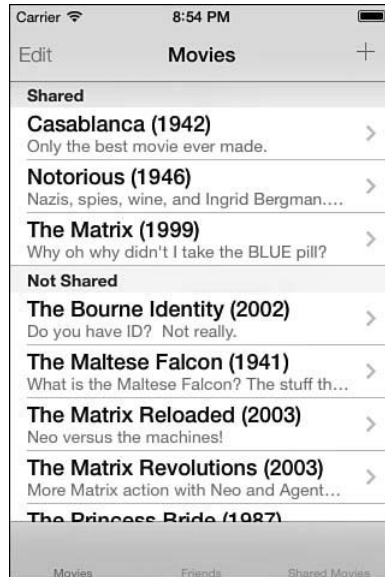 Carrier 8:54 PM
Edit Movies +
Shared
Casablanca (1942)
Only the best movie ever made.
Notorious (1946)
Nazis, spies, wine, and Ingrid Bergman....
The Matrix (1999)
Why oh why didn't I take the BLUE pill?
Not Shared
The Bourne Identity (2002)
Do you have ID?  Not really.
The Maltese Falcon (1941)
What is the Maltese Falcon? The stuff th...
The Matrix Reloaded (2003)
Neo versus the machines!
The Matrix Revolutions (2003)
More Matrix action with Neo and Agent...
The Princess Bride (1987)
Movies Friends Shared Movies